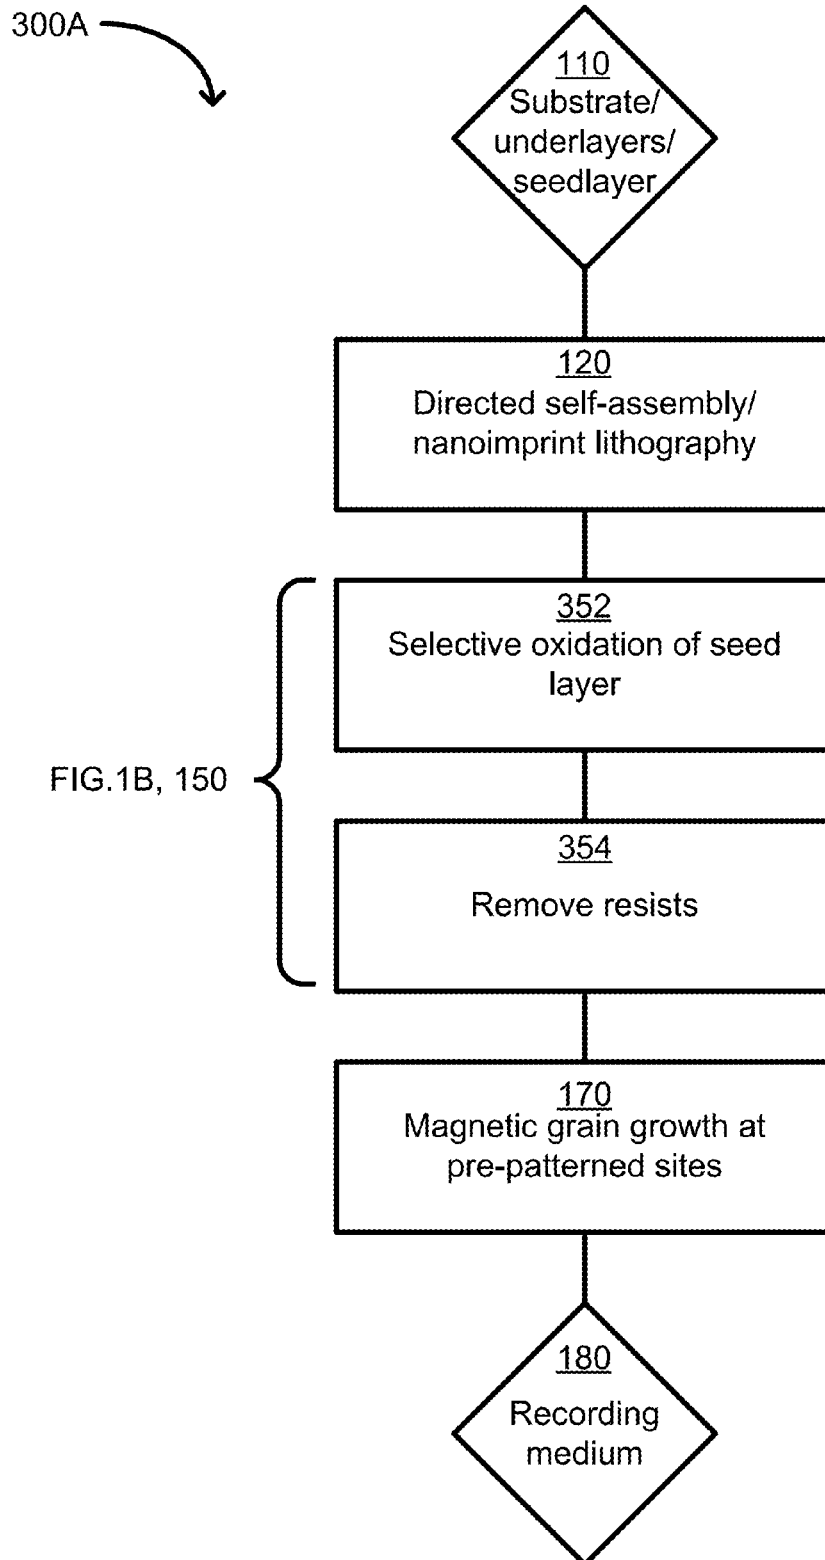 300A
110
Substrate/
underlayers/
seedlayer
120
Directed self-assembly/
nanoimprint lithography
352
Selective oxidation of seed
layer
FIG.1B, 150
354
Remove resists
170
Magnetic grain growth at
pre-patterned sites
180
Recording
medium